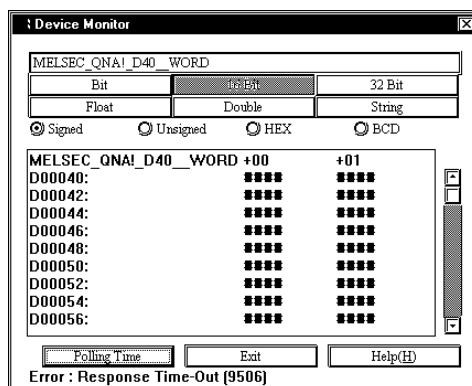 Device Monitor
MELSEC_QNA!_D40__WORD
Bit 16 Bit 32 Bit
Float Double String
Signed Unsigned HEX BCD
MELSEC_QNA!_D40__WORD +00 +01
D00040: #### ####
D00042: #### ####
D00044: #### ####
D00046: #### ####
D00048: #### ####
D00050: #### ####
D00052: #### ####
D00054: #### ####
D00056: #### ####
Polling Time Exit Help(H)
Error : Response Time-Out (9506)